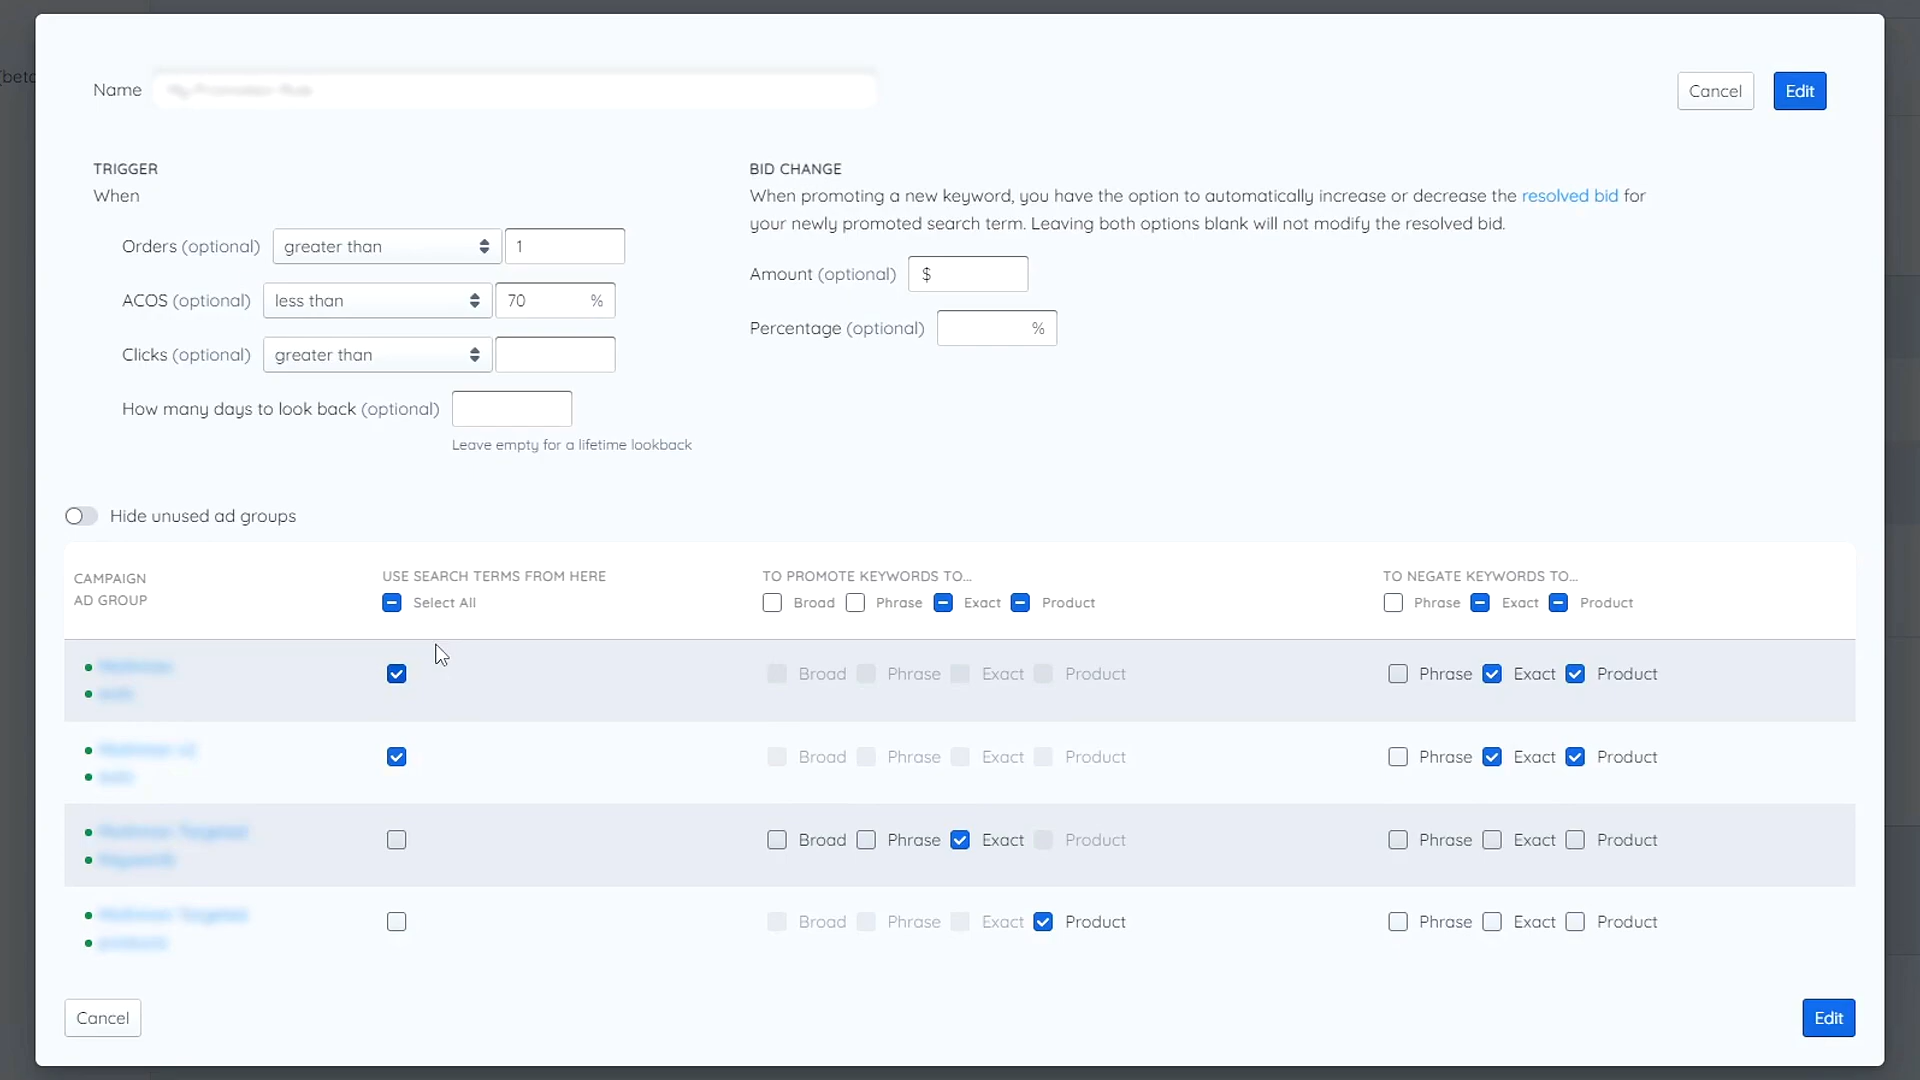 [beta
Name
Cancel
Edit
TRIGGER
When
BID CHANGE
When promoting a new keyword, you have the option to automatically increase or decrease the resolved bid for
your newly promoted search term. Leaving both options blank will not modify the resolved bid.
Orders (optional) greater than 1
ACOS (optional) less than 70 %
Clicks (optional) greater than
How many days to look back (optional)
Leave empty for a lifetime lookback
Amount (optional) $
Percentage (optional) %
Hide unused ad groups
CAMPAIGN
AD GROUP
USE SEARCH TERMS FROM HERE
Select All
TO PROMOTE KEYWORDS TO...
Broad Phrase Exact Product
TO NEGATE KEYWORDS TO...
Phrase Exact Product
Broad Phrase Exact Product Phrase Exact Product
Broad Phrase Exact Product Phrase Exact Product
Broad Phrase Exact Product Phrase Exact Product
Broad Phrase Exact Product Phrase Exact Product
Cancel
Edit